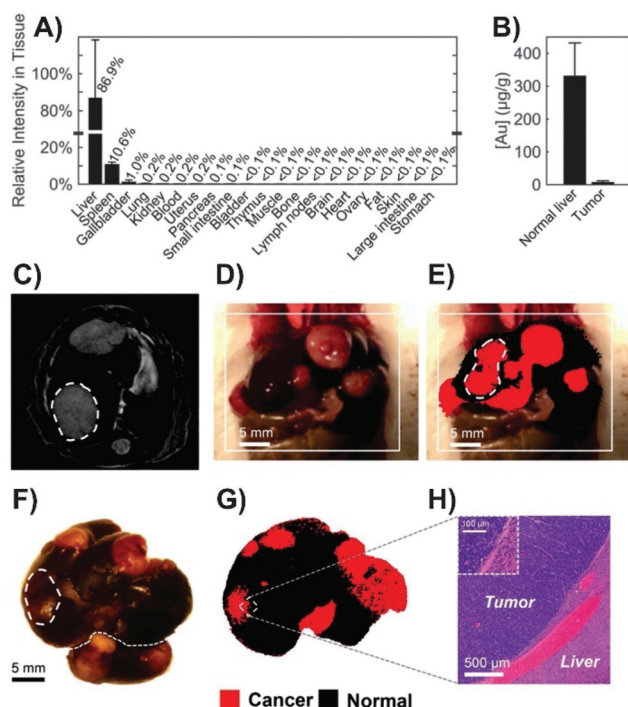 A)
Relative Intensity in Tissue
100%
80%
20%
0%
86.9%
10.6%
1.0%
0.2%
0.2%
0.2%
0.2%
0.1%
0.1%
<0.1%
<0.1%
<0.1%
<0.1%
<0.1%
<0.1%
<0.1%
<0.1%
<0.1%
<0.1%
<0.1%
<0.1%
Liver
Spleen
Gallbladder
Lung
Kidney
Blood
Uterus
Pancreas
Small intestine
Bladder
Thymus
Muscle
Bone
Lymph nodes
Brain
Heart
Ovary
Fat
Skin
Large intestine
Stomach
B)
[Au] (µg/g)
400
300
200
100
0
Normal liver
Tumor
C)
D)
5 mm
E)
5 mm
F)
5 mm
G)
H)
100 µm
Tumor
Liver
500 µm
Cancer Normal